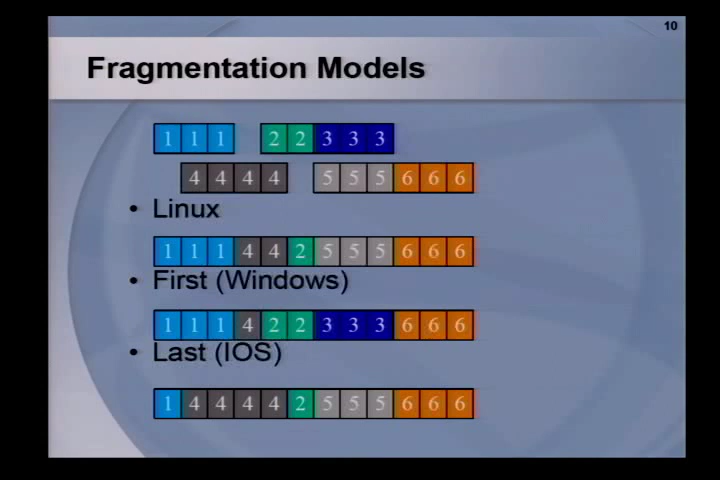 10
Fragmentation Models
1 1 1 2 2 3 3 3
4 4 4 4 5 5 5 6 6 6
• Linux
1 1 1 4 4 2 5 5 5 6 6 6
• First (Windows)
1 1 1 4 2 2 3 3 3 6 6 6
• Last (IOS)
1 4 4 4 4 2 5 5 5 6 6 6